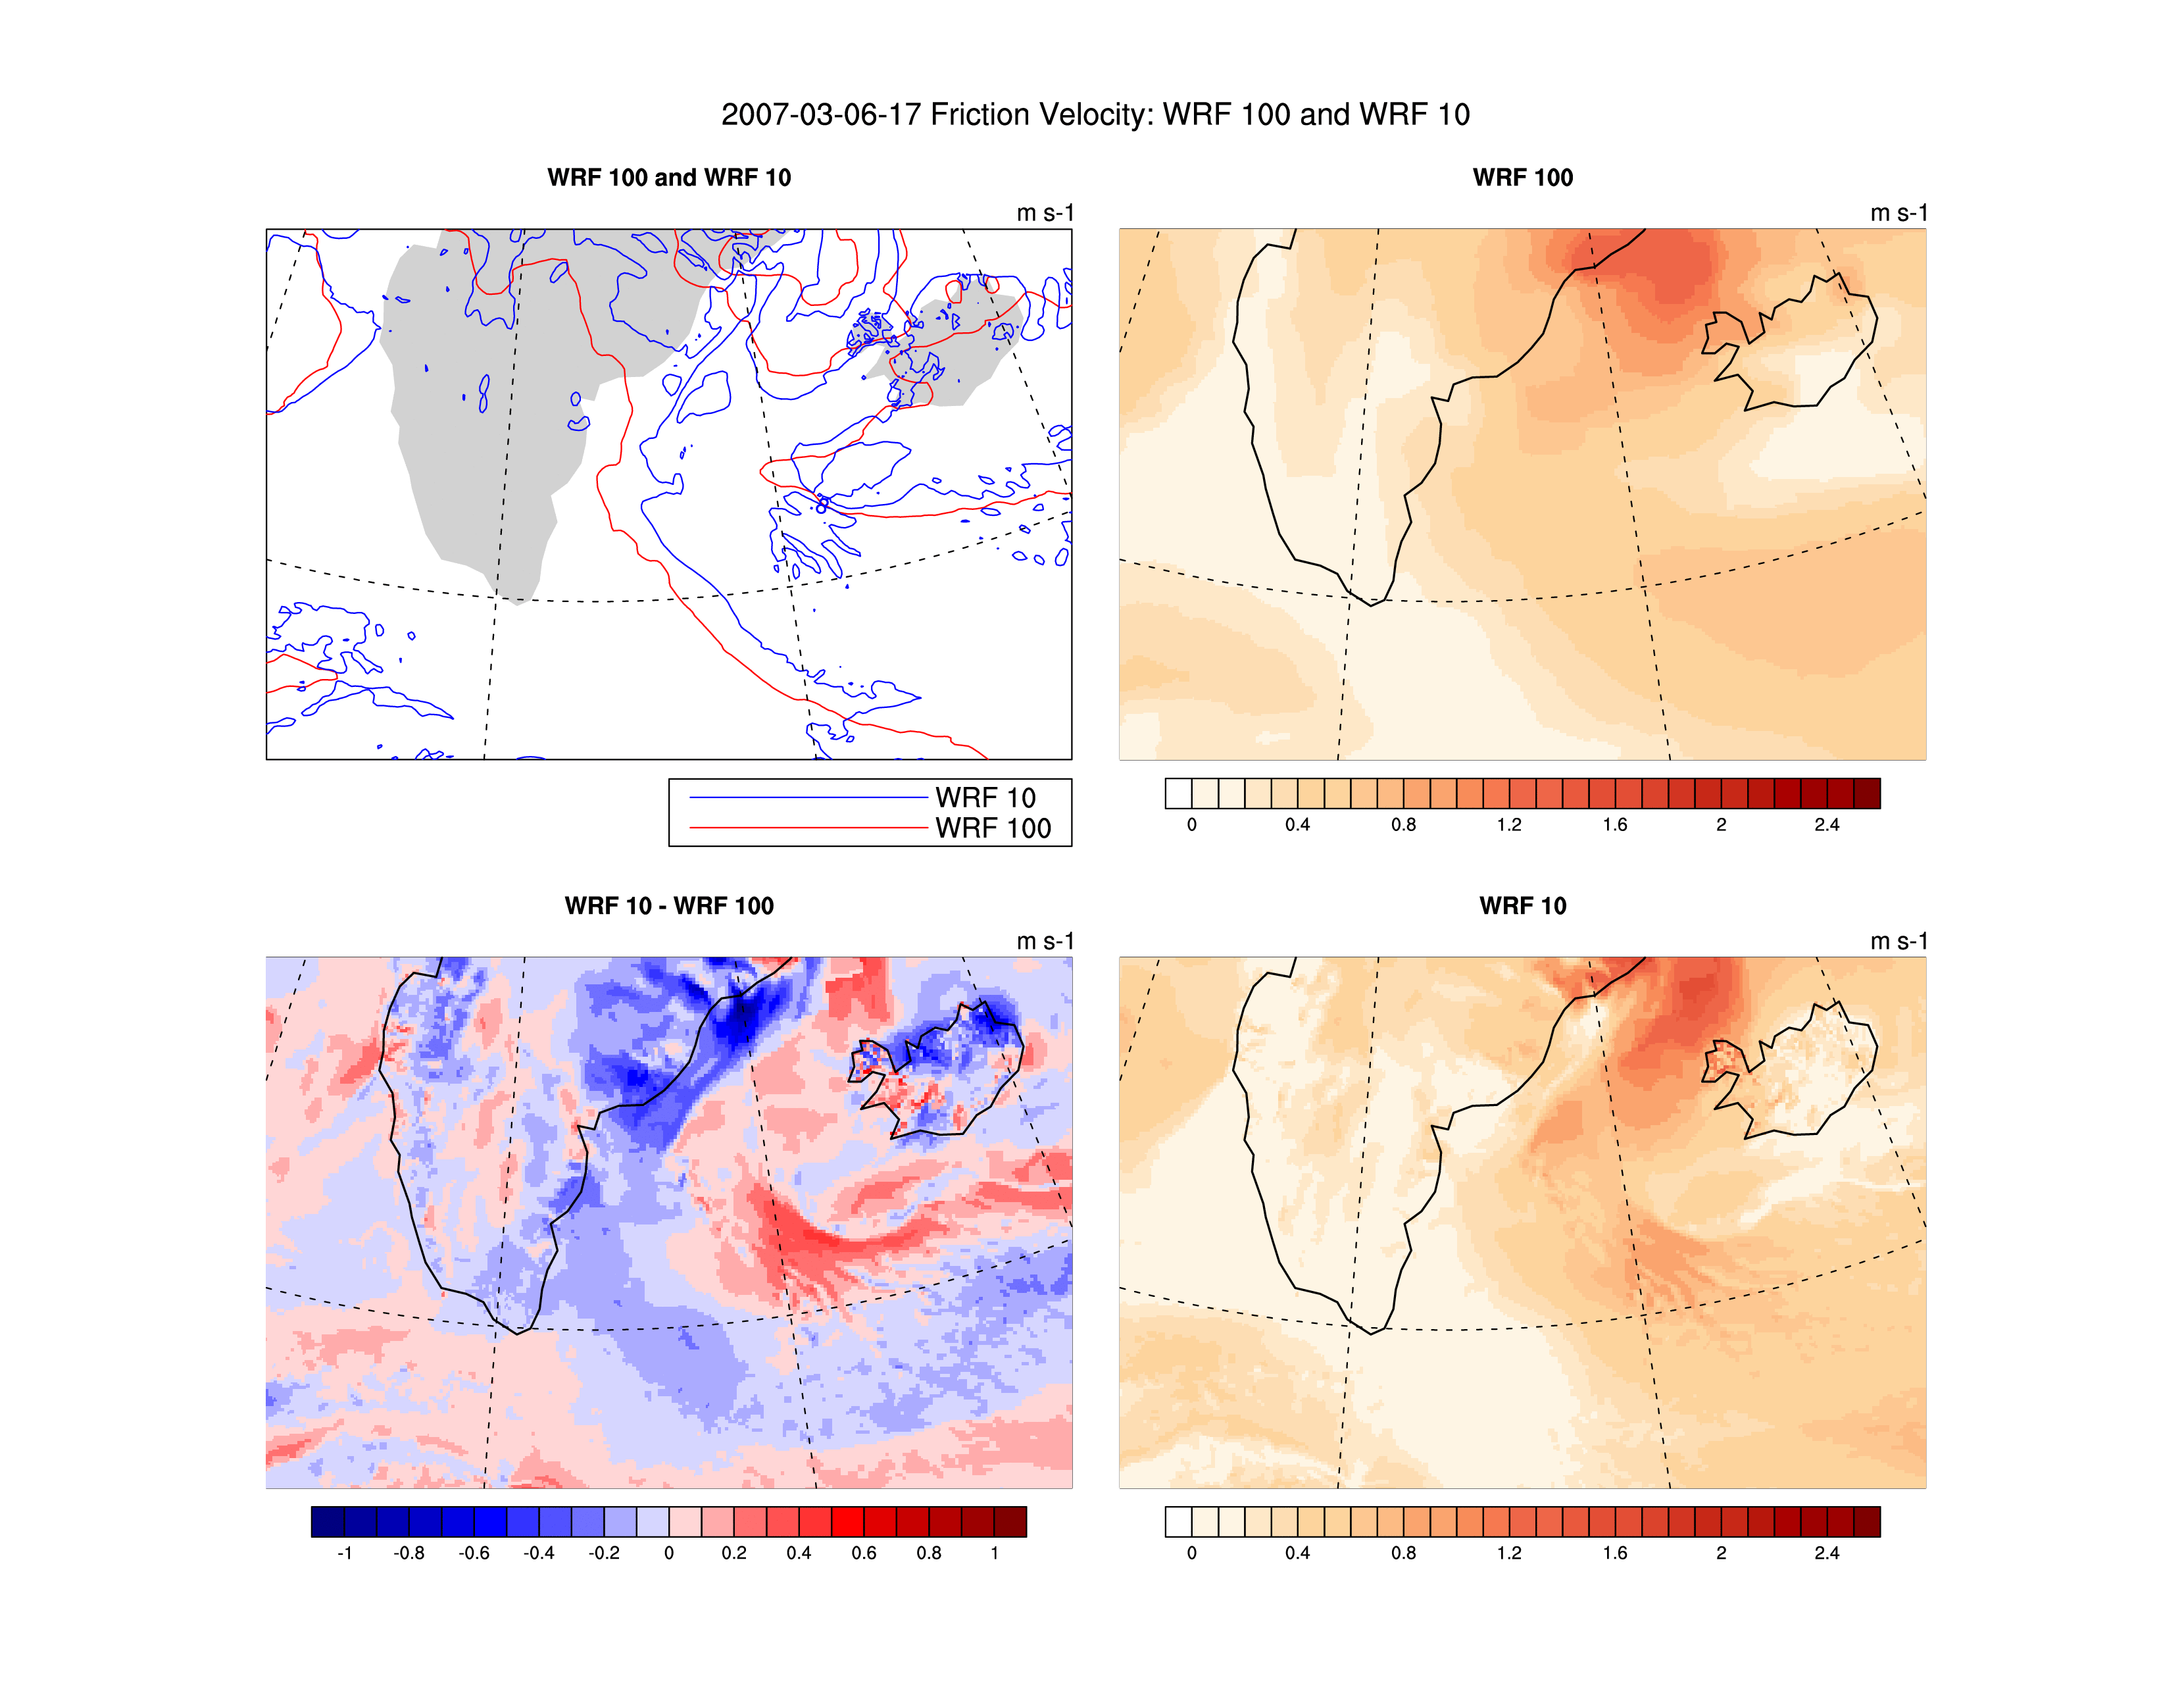 2007-03-06-17 Friction Velocity: WRF 100 and WRF 10
WRF 100 and WRF 10
m s-1
WRF 10
WRF 100
WRF 100
m s-1
0 0.4 0.8 1.2 1.6 2 2.4
WRF 10 - WRF 100
m s-1
-1 -0.8 -0.6 -0.4 -0.2 0 0.2 0.4 0.6 0.8 1
WRF 10
m s-1
0 0.4 0.8 1.2 1.6 2 2.4